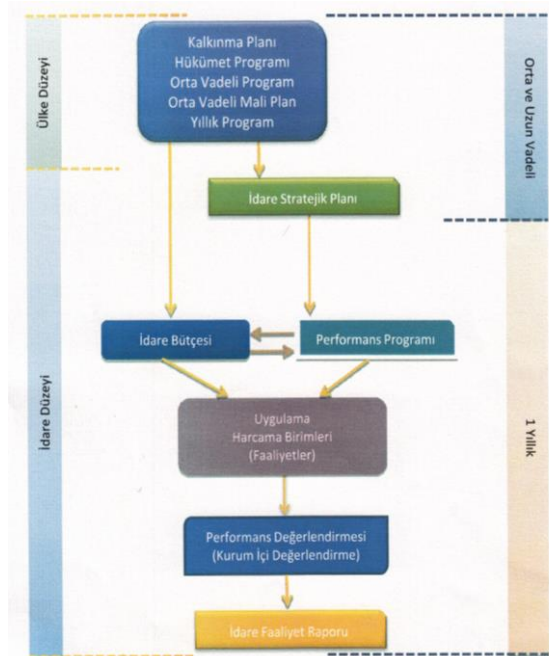 Ülke Düzeyi
Kalkınma Planı
Hükümet Programı
Orta Vadeli Program
Orta Vadeli Mali Plan
Yıllık Program
Orta ve Uzun Vadeli
İdare Stratejik Planı
İdare Düzeyi
İdare Bütçesi
Performans Programı
1 Yıllık
Uygulama
Harcama Birimleri
(Faaliyetler)
Performans Değerlendirmesi
(Kurum İçi Değerlendirme)
İdare Faaliyet Raporu